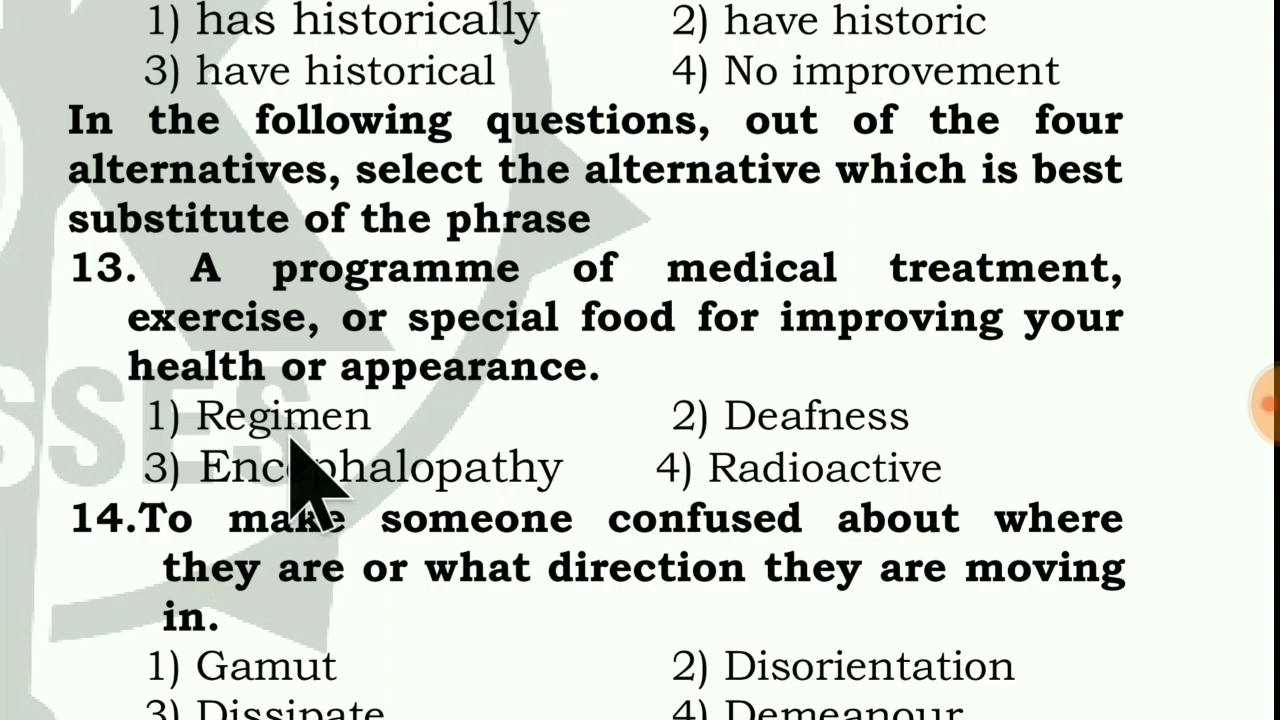 1) has historically 2) have historic
3) have historical 4) No improvement
In the following questions, out of the four
alternatives, select the alternative which is best
substitute of the phrase
13. A programme of medical treatment,
exercise, or special food for improving your
health or appearance.
1) Regimen 2) Deafness
3) Encephalopathy 4) Radioactive
14.To make someone confused about where
they are or what direction they are moving
in.
1) Gamut 2) Disorientation
3) Dissipate 4) Demeanour
SSES